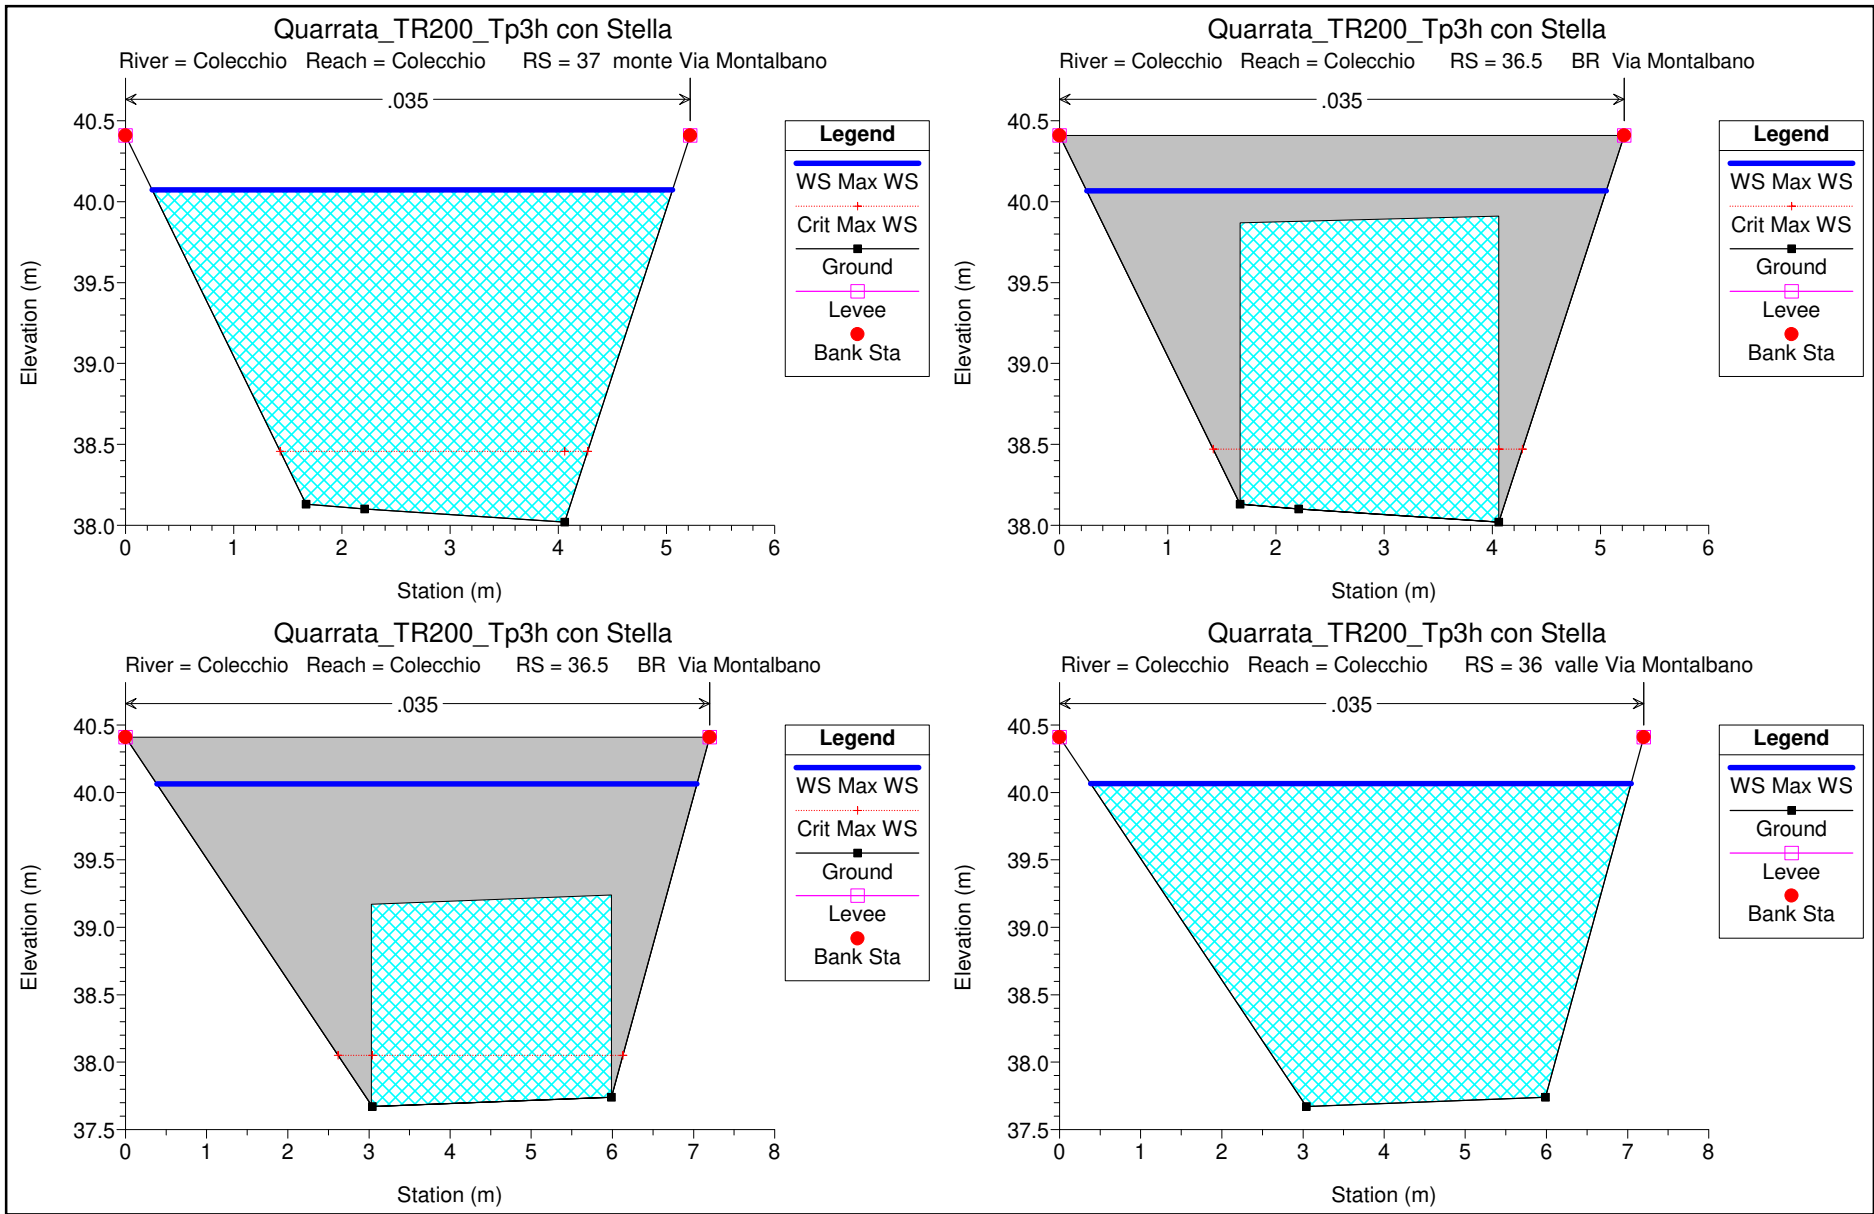 Quarrata_TR200_Tp3h con Stella
River = Colecchio Reach = Colecchio RS = 37 monte Via Montalbano
.035
40.5
40.0
39.5
39.0
38.5
38.0
0 1 2 3 4 5 6
Elevation (m)
Station (m)
Legend
WS Max WS
Crit Max WS
Ground
Levee
Bank Sta
Quarrata_TR200_Tp3h con Stella
River = Colecchio Reach = Colecchio RS = 36.5 BR Via Montalbano
.035
40.5
40.0
39.5
39.0
38.5
38.0
0 1 2 3 4 5 6
Elevation (m)
Station (m)
Legend
WS Max WS
Crit Max WS
Ground
Levee
Bank Sta
Quarrata_TR200_Tp3h con Stella
River = Colecchio Reach = Colecchio RS = 36.5 BR Via Montalbano
.035
40.5
40.0
39.5
39.0
38.5
38.0
37.5
0 1 2 3 4 5 6 7 8
Elevation (m)
Station (m)
Legend
WS Max WS
Crit Max WS
Ground
Levee
Bank Sta
Quarrata_TR200_Tp3h con Stella
River = Colecchio Reach = Colecchio RS = 36 valle Via Montalbano
.035
40.5
40.0
39.5
39.0
38.5
38.0
37.5
0 1 2 3 4 5 6 7 8
Elevation (m)
Station (m)
Legend
WS Max WS
Ground
Levee
Bank Sta